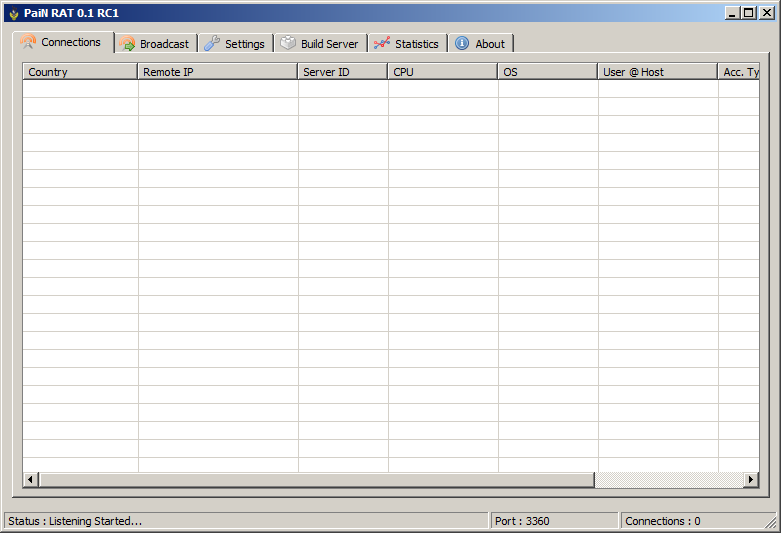 PaiN RAT 0.1 RC1
Connections Broadcast Settings Build Server Statistics About
Country Remote IP Server ID CPU OS User @ Host Acc. Ty
Status : Listening Started... Port : 3360 Connections : 0